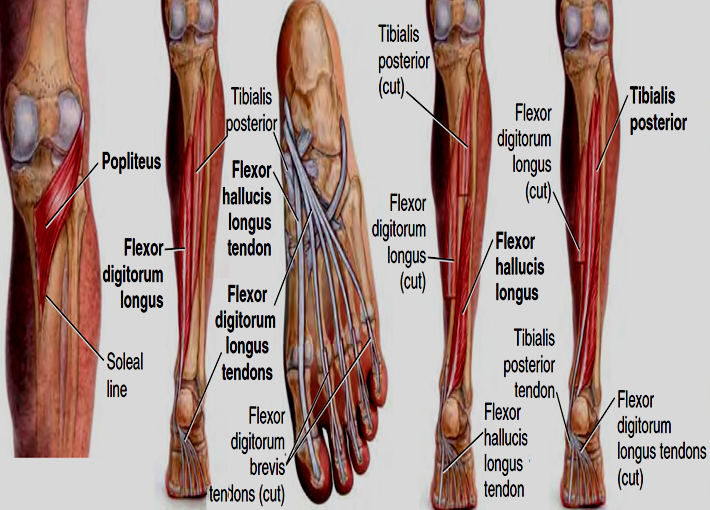 Popliteus
Soleal
line
Tibialis
posterior
Flexor
digitorum
longus
Flexor
hallucis
longus
tendon
Flexor
digitorum
longus
tendons
Flexor
digitorum
brevis
tendons (cut)
Tibialis
posterior
(cut)
Flexor
digitorum
longus
(cut)
Flexor
hallucis
longus
Flexor
hallucis
longus
tendon
Flexor
digitorum
longus
(cut)
Tibialis
posterior
Tibialis
posterior
tendon
Flexor
digitorum
longus tendons
(cut)